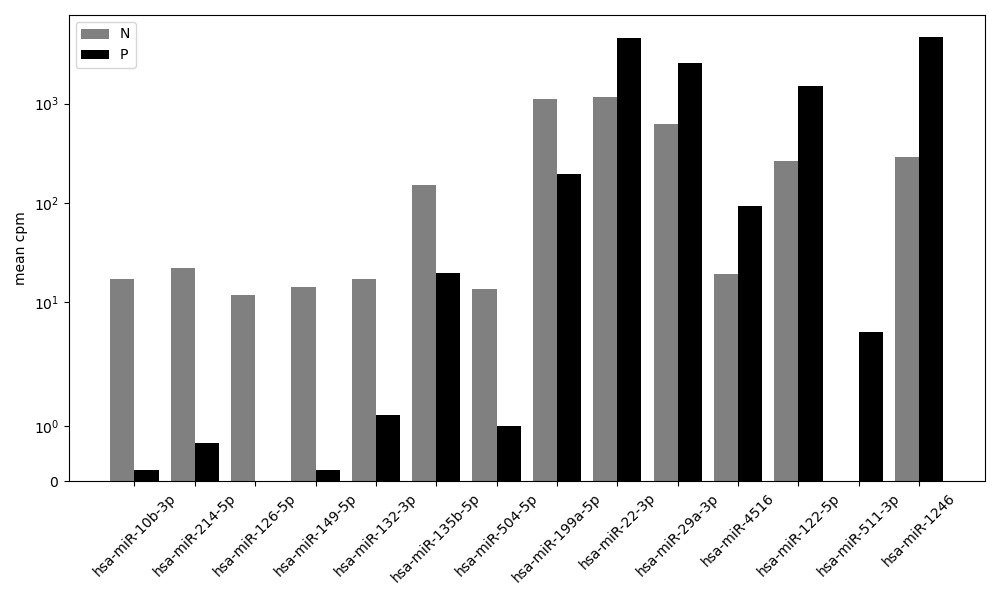 N
P
mean cpm
10³
10²
10¹
10⁰
0
hsa-miR-10b-3p
hsa-miR-214-5p
hsa-miR-126-5p
hsa-miR-149-5p
hsa-miR-132-3p
hsa-miR-135b-5p
hsa-miR-504-5p
hsa-miR-199a-5p
hsa-miR-22-3p
hsa-miR-29a-3p
hsa-miR-4516
hsa-miR-122-5p
hsa-miR-511-3p
hsa-miR-1246